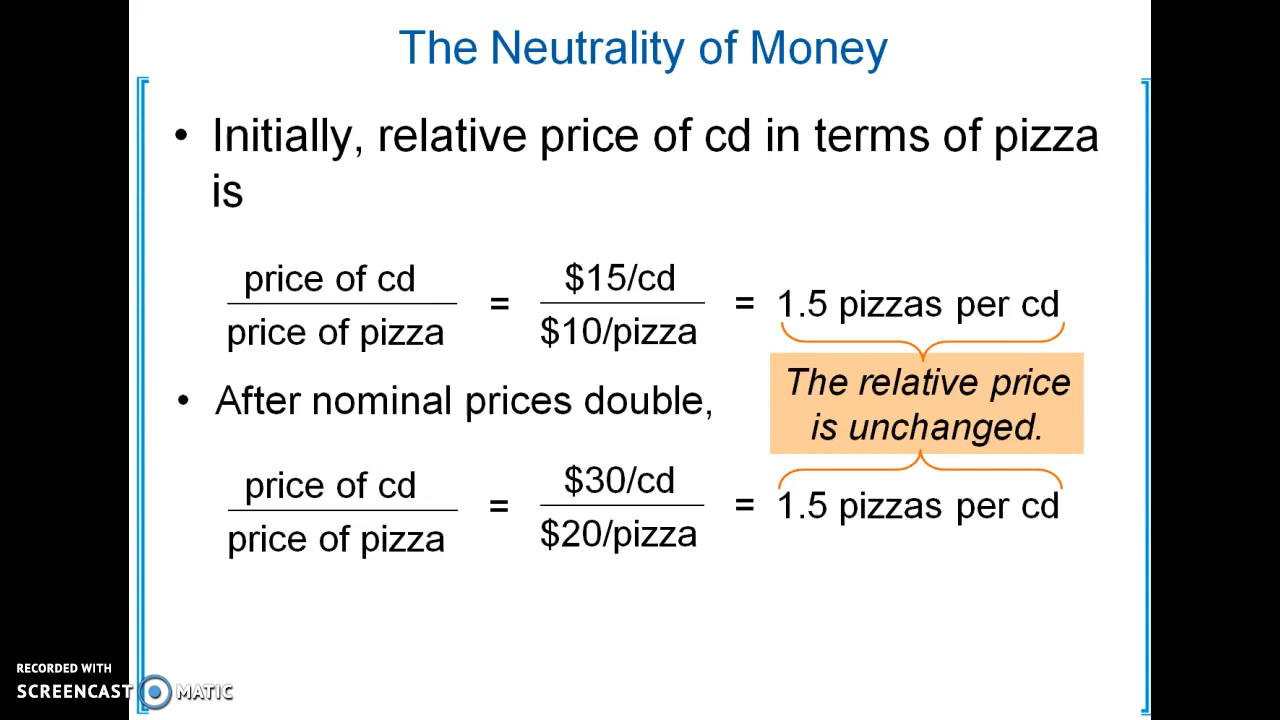 The Neutrality of Money
• Initially, relative price of cd in terms of pizza
is
price of cd
price of pizza
=
$15/cd
$10/pizza
= 1.5 pizzas per cd
The relative price
is unchanged.
• After nominal prices double,
price of cd
price of pizza
=
$30/cd
$20/pizza
= 1.5 pizzas per cd
RECORDED WITH
SCREENCAST MATIC